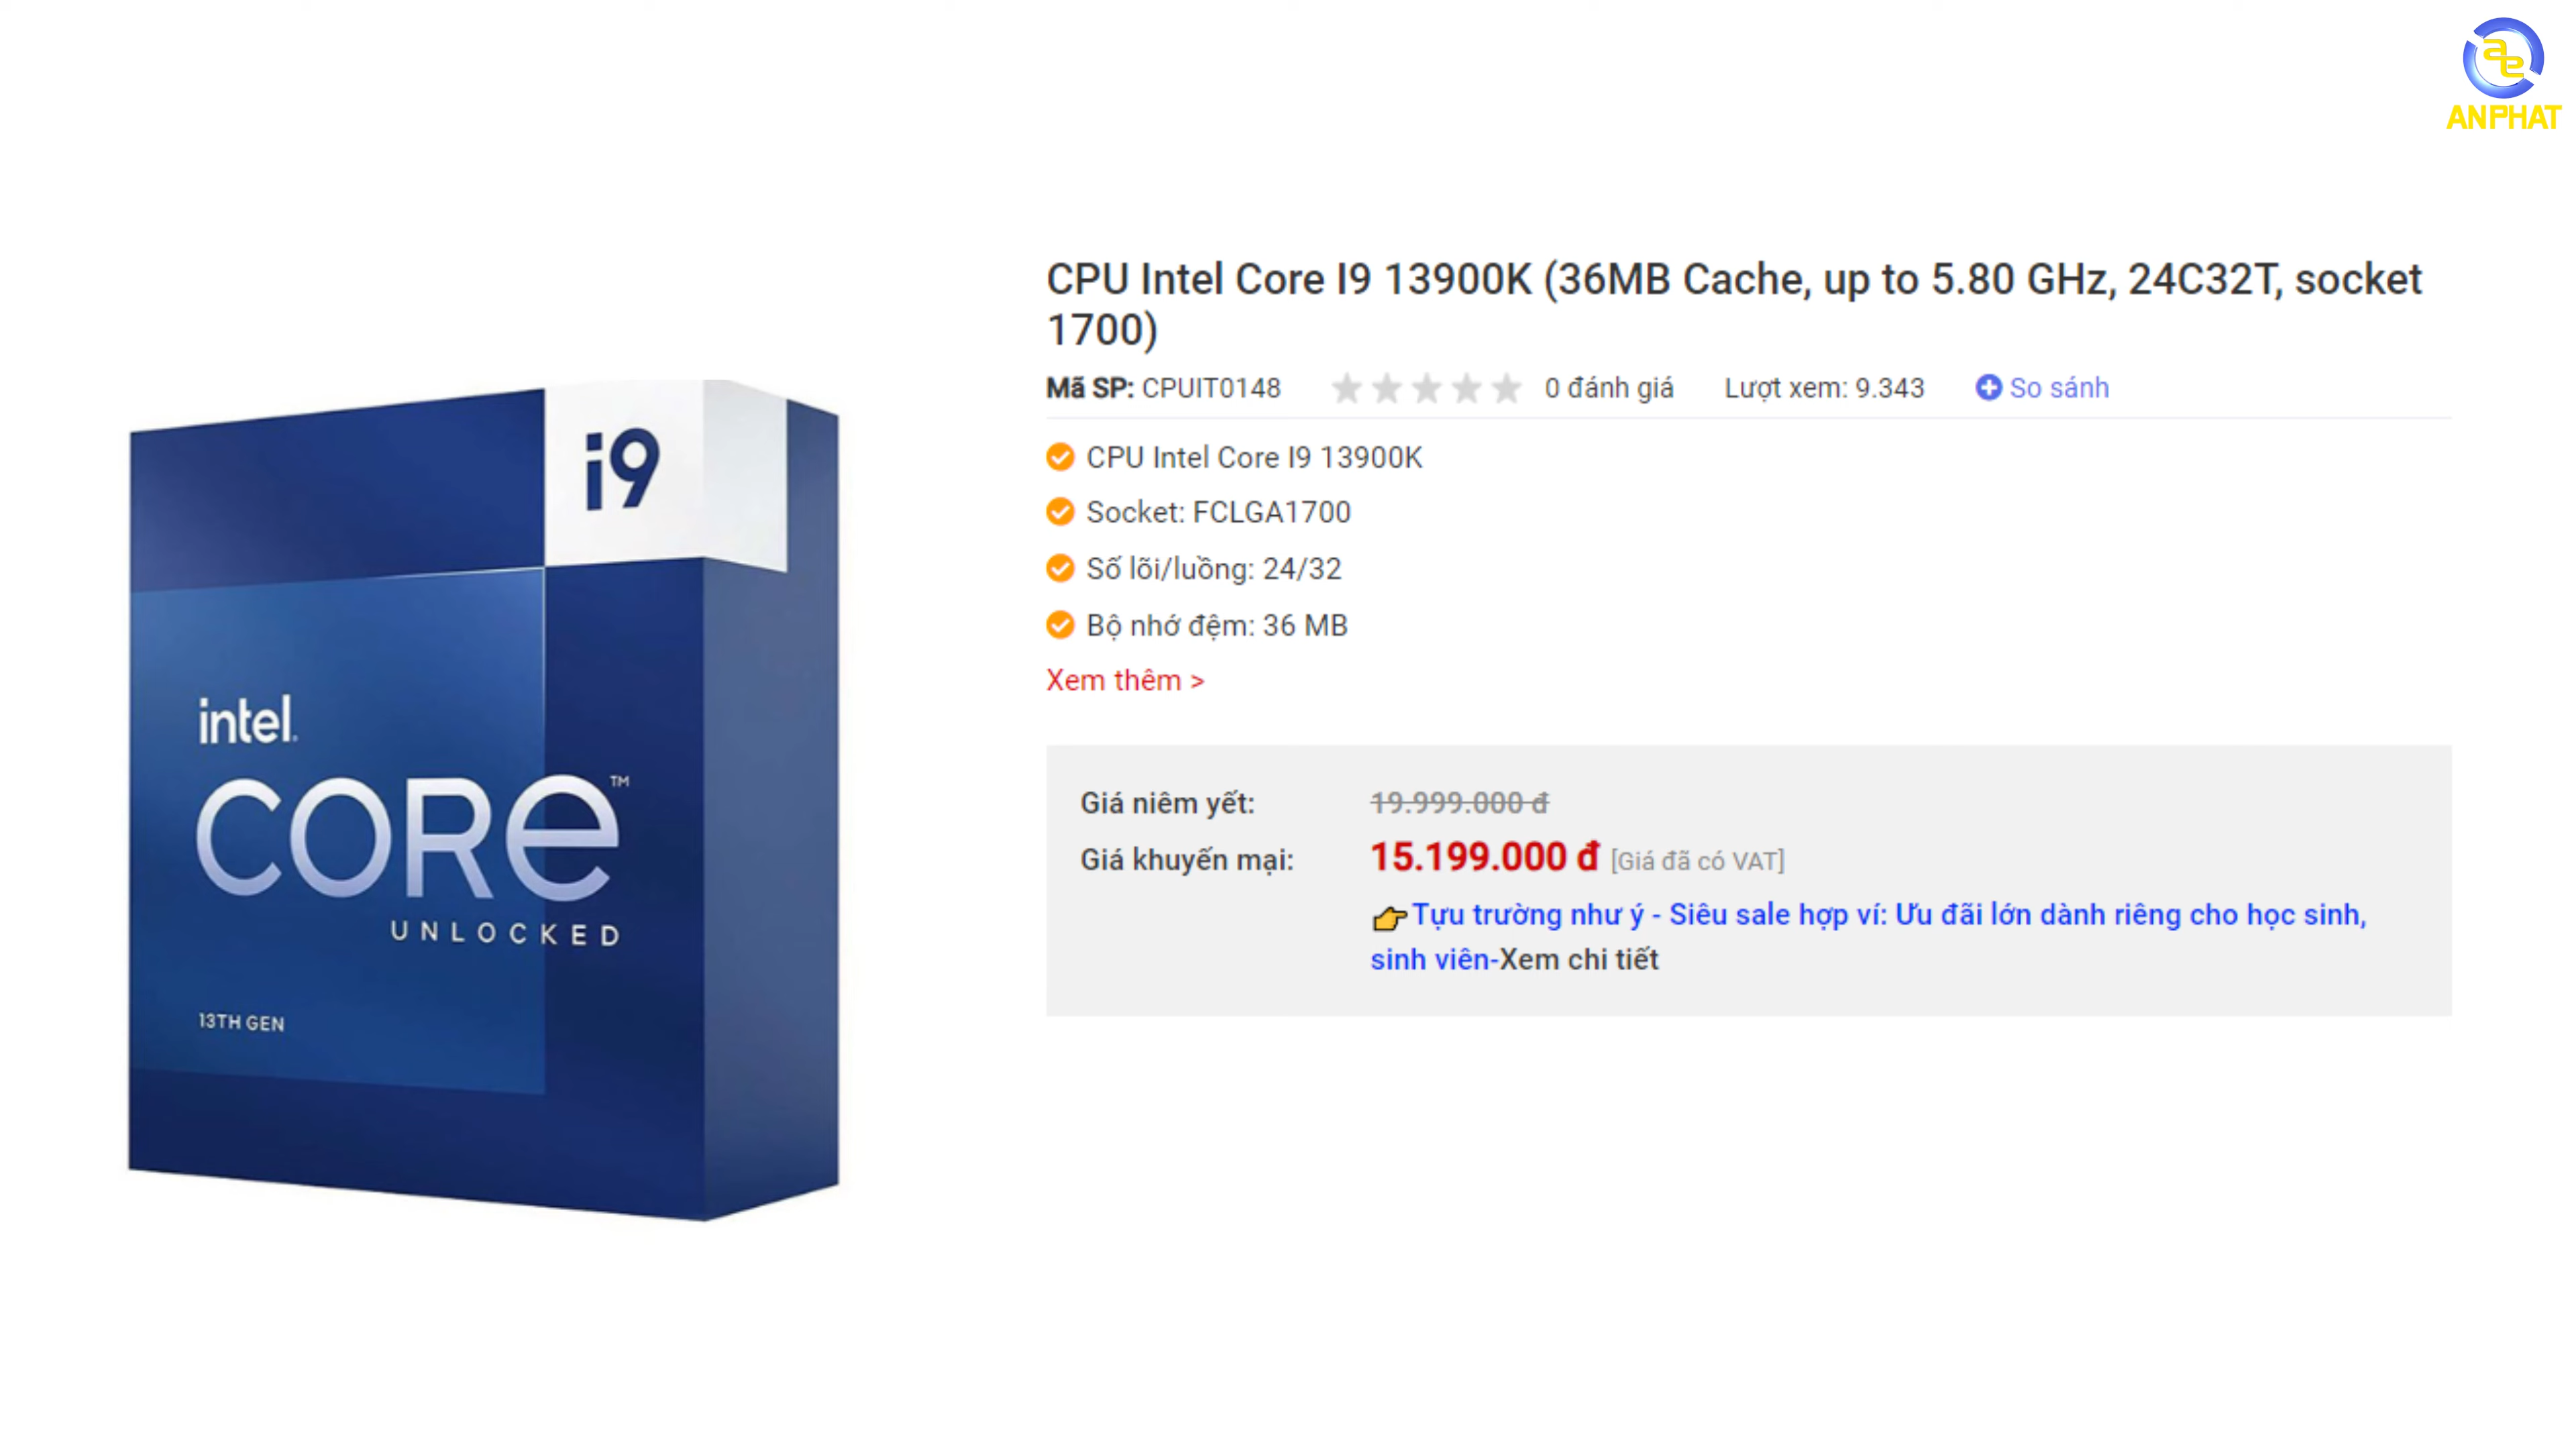 ae
ANPHAT
CPU Intel Core I9 13900K (36MB Cache, up to 5.80 GHz, 24C32T, socket
1700)
Mã SP: CPUIT0148 0 đánh giá Lượt xem: 9.343 So sánh
CPU Intel Core I9 13900K
Socket: FCLGA1700
Số lõi/luồng: 24/32
Bộ nhớ đệm: 36 MB
Xem thêm >
Giá niêm yết: 19.999.000 đ
Giá khuyến mại: 15.199.000 đ [Giá đã có VAT]
👉Tựu trường như ý - Siêu sale hợp ví: Ưu đãi lớn dành riêng cho học sinh,
sinh viên-Xem chi tiết
i9
intel.
CORe™
UNLOCKED
13TH GEN